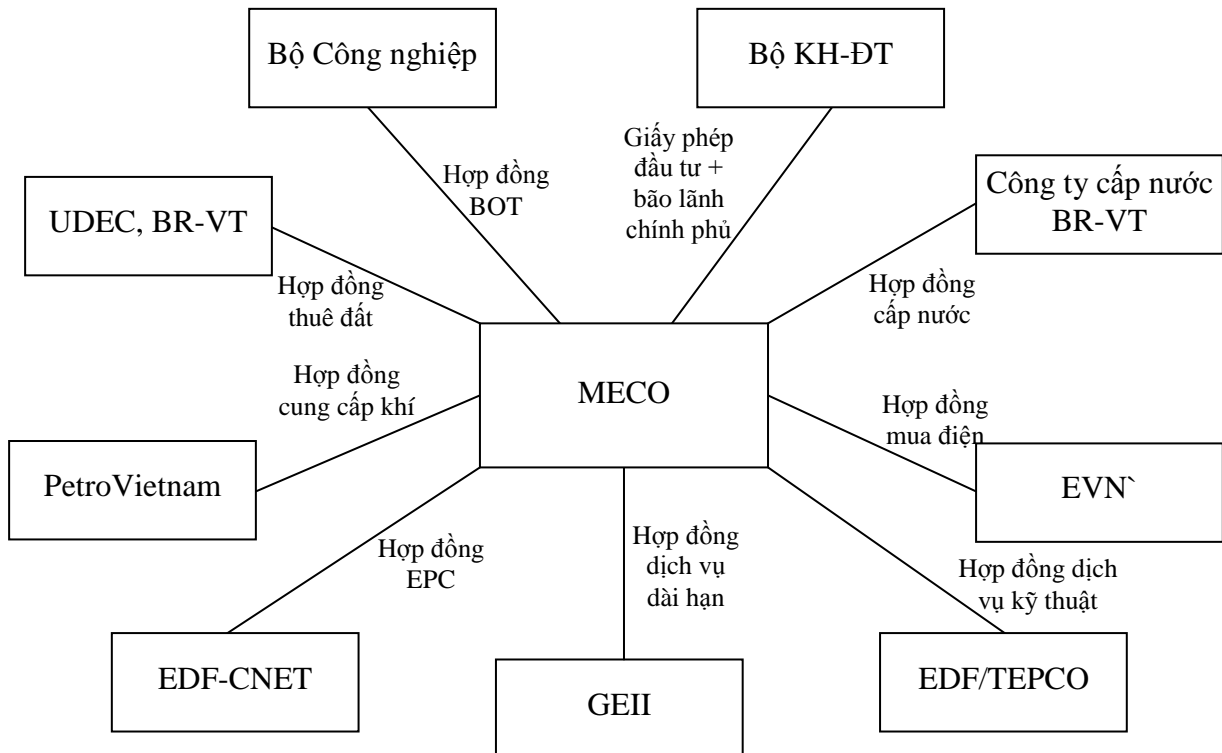 Bộ Công nghiệp
Bộ KH-ĐT
Giấy phép
đầu tư +
bão lãnh
chính phủ
Hợp đồng
BOT
Công ty cấp nước
BR-VT
UDEC, BR-VT
Hợp đồng
thuê đất
Hợp đồng
cấp nước
MECO
Hợp đồng
cung cấp khí
Hợp đồng
mua điện
PetroVietnam
EVN`
Hợp đồng
EPC
Hợp đồng
dịch vụ
dài hạn
Hợp đồng dịch
vụ kỹ thuật
EDF-CNET
GEII
EDF/TEPCO